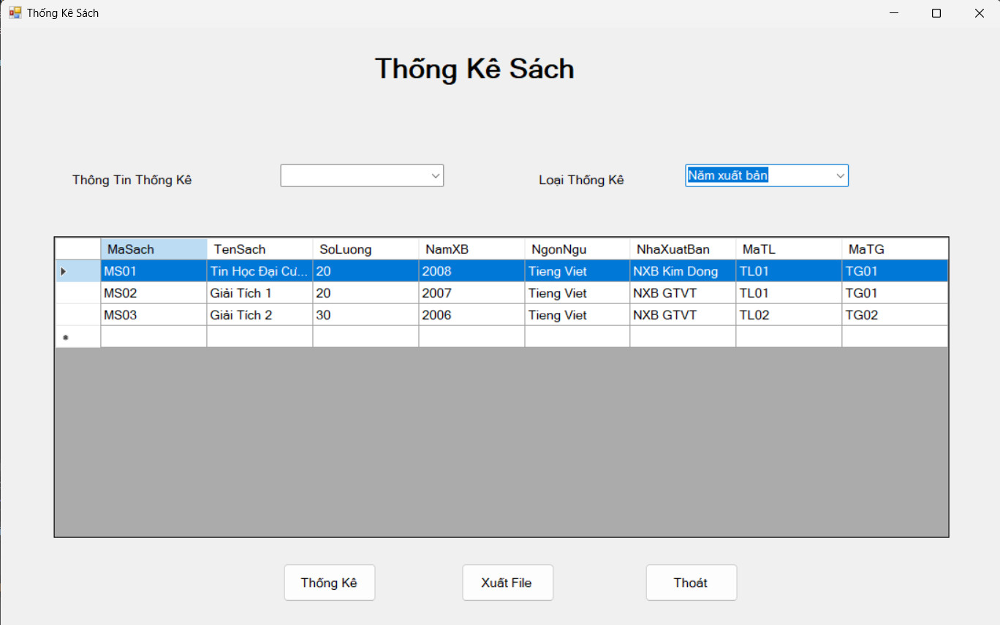 Thống Kê Sách
Thống Kê Sách
Thông Tin Thống Kê Loại Thống Kê Năm xuất bản
MaSach TenSach SoLuong NamXB NgonNgu NhaXuatBan MaTL MaTG
MS01 Tin Học Đại Cư... 20 2008 Tieng Viet NXB Kim Dong TL01 TG01
MS02 Giải Tích 1 20 2007 Tieng Viet NXB GTVT TL01 TG01
MS03 Giải Tích 2 30 2006 Tieng Viet NXB GTVT TL02 TG02
Thống Kê Xuất File Thoát